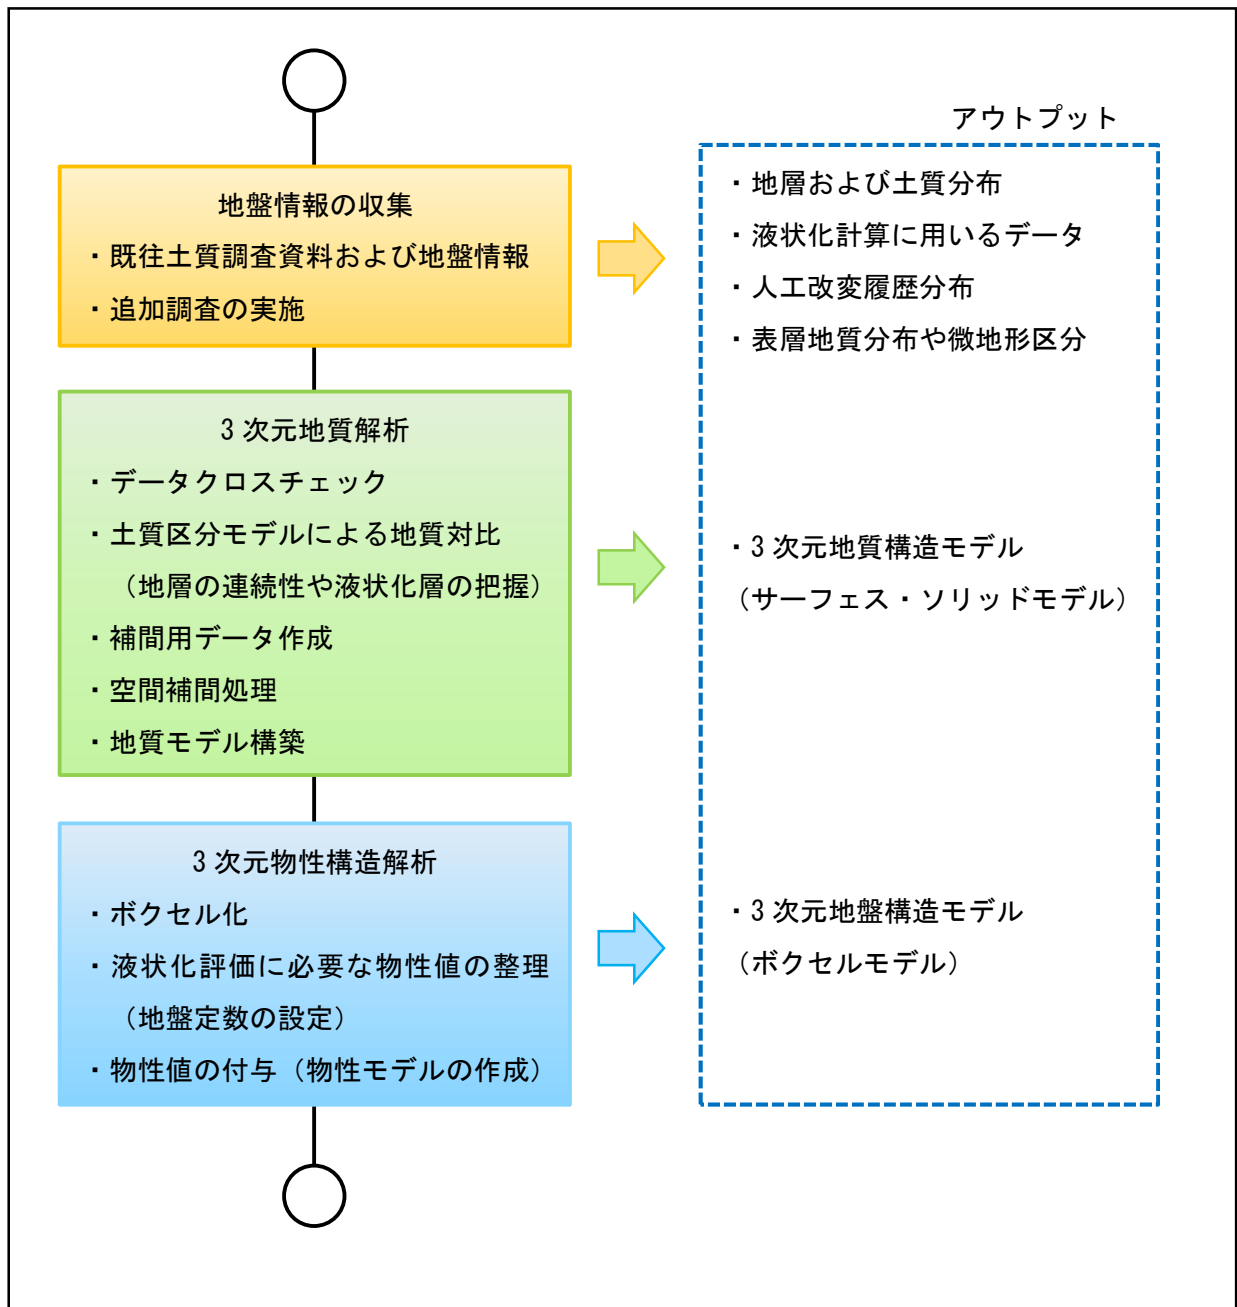 アウトプット
地盤情報の収集
・既往土質調査資料および地盤情報
・追加調査の実施
・地層および土質分布
・液状化計算に用いるデータ
・人工改変履歴分布
・表層地質分布や微地形区分
3 次元地質解析
・データクロスチェック
・土質区分モデルによる地質対比
（地層の連続性や液状化層の把握）
・補間用データ作成
・空間補間処理
・地質モデル構築
・3 次元地質構造モデル
（サーフェス・ソリッドモデル）
3 次元物性構造解析
・ボクセル化
・液状化評価に必要な物性値の整理
（地盤定数の設定）
・物性値の付与（物性モデルの作成）
・3 次元地盤構造モデル
（ボクセルモデル）